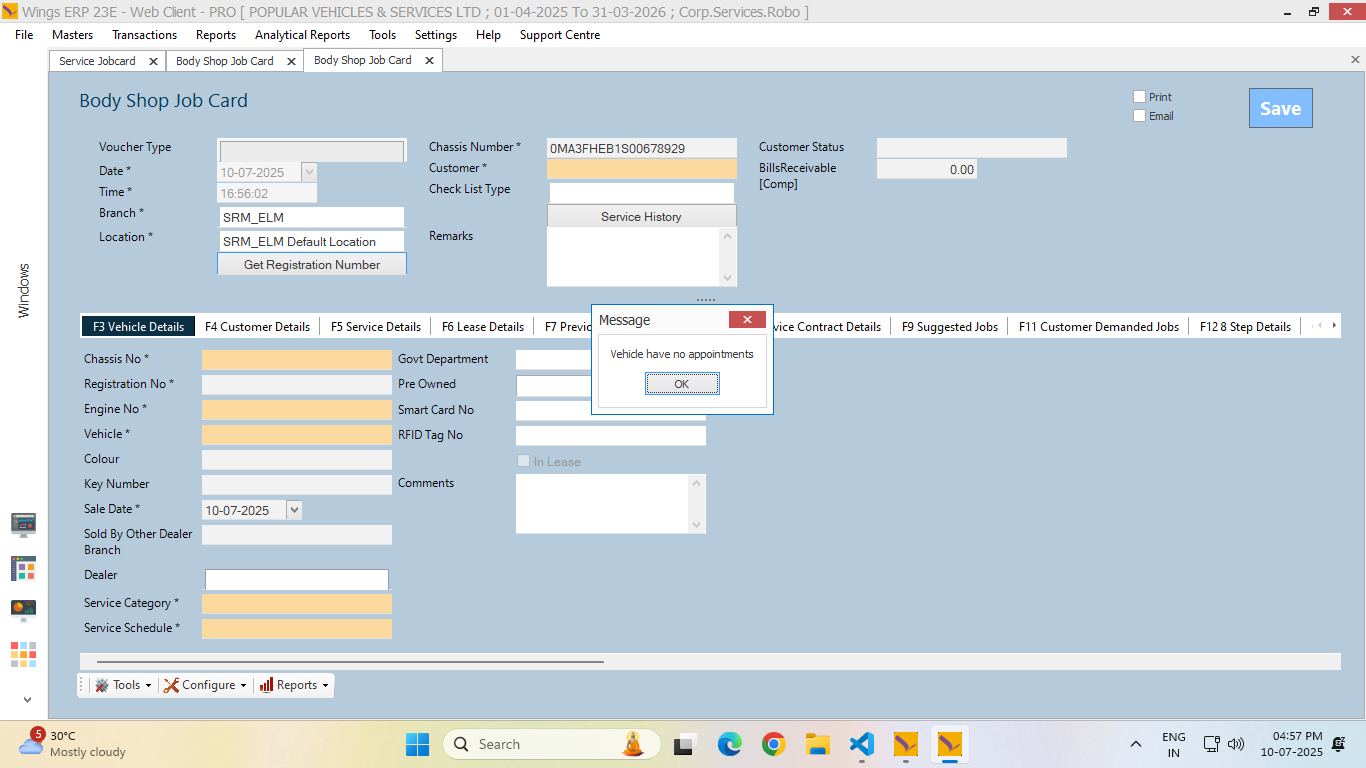 Wings ERP 23E - Web Client - PRO [ POPULAR VEHICLES & SERVICES LTD ; 01-04-2025 To 31-03-2026 ; Corp.Services.Robo ]
File Masters Transactions Reports Analytical Reports Tools Settings Help Support Centre
Service Jobcard Body Shop Job Card Body Shop Job Card
Body Shop Job Card
Print
Email
Save
Voucher Type
Date * 10-07-2025
Time * 16:56:02
Branch * SRM_ELM
Location * SRM_ELM Default Location
Get Registration Number
Chassis Number * 0MA3FHEB1S00678929
Customer *
Check List Type
Service History
Remarks
Customer Status
BillsReceivable 0.00
[Comp]
Windows
F3 Vehicle Details F4 Customer Details F5 Service Details F6 Lease Details F7 Previo vice Contract Details F9 Suggested Jobs F11 Customer Demanded Jobs F12 8 Step Details
Message
Vehicle have no appointments
OK
Chassis No *
Registration No *
Engine No *
Vehicle *
Colour
Key Number
Sale Date * 10-07-2025
Sold By Other Dealer
Branch
Dealer
Service Category *
Service Schedule *
Govt Department
Pre Owned
Smart Card No
RFID Tag No
In Lease
Comments
Tools Configure Reports
5
30°C
Mostly cloudy
Search
ENG
IN
04:57 PM
10-07-2025